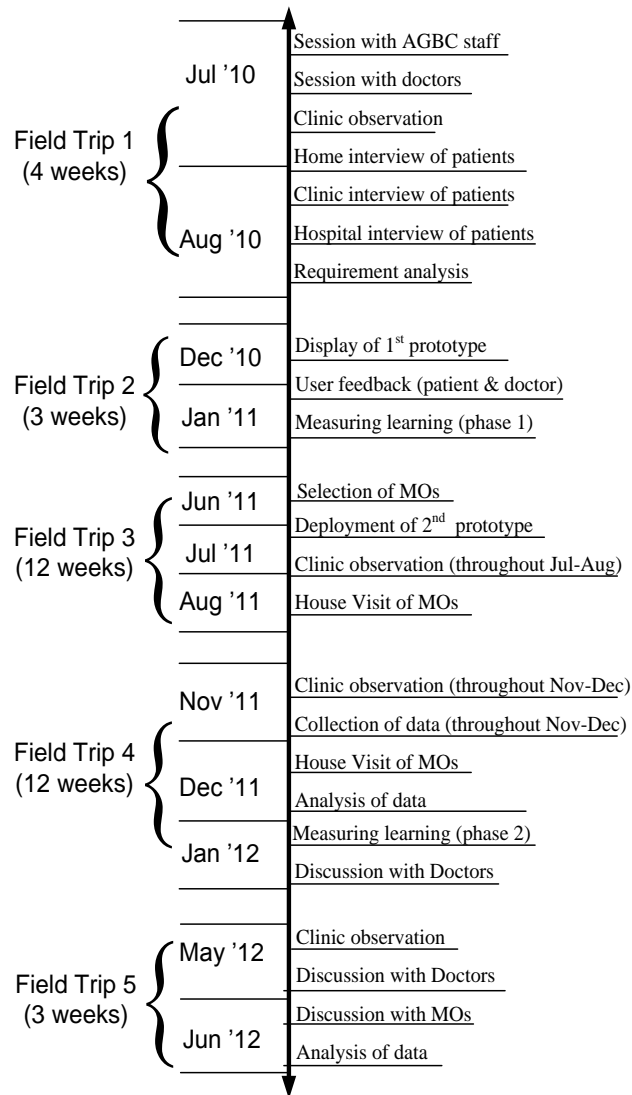 Field Trip 1
(4 weeks)
Jul ’10
Session with AGBC staff
Session with doctors
Clinic observation
Home interview of patients
Aug ’10
Clinic interview of patients
Hospital interview of patients
Requirement analysis
Field Trip 2
(3 weeks)
Dec ’10
Display of 1st prototype
User feedback (patient & doctor)
Jan ’11
Measuring learning (phase 1)
Field Trip 3
(12 weeks)
Jun ’11
Selection of MOs
Deployment of 2nd prototype
Jul ’11
Clinic observation (throughout Jul-Aug)
Aug ’11
House Visit of MOs
Field Trip 4
(12 weeks)
Nov ’11
Clinic observation (throughout Nov-Dec)
Collection of data (throughout Nov-Dec)
Dec ’11
House Visit of MOs
Analysis of data
Jan ’12
Measuring learning (phase 2)
Discussion with Doctors
Field Trip 5
(3 weeks)
May ’12
Clinic observation
Discussion with Doctors
Jun ’12
Discussion with MOs
Analysis of data